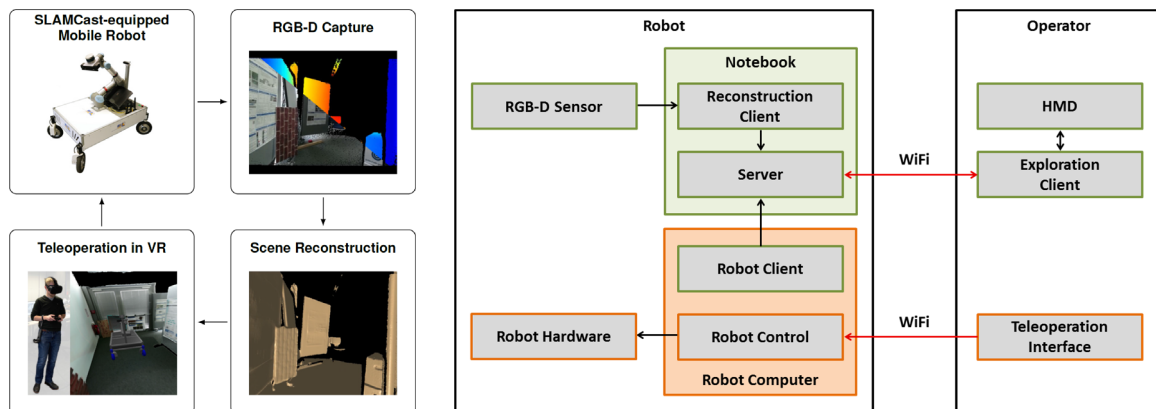 SLAMCast-equipped
Mobile Robot
RGB-D Capture
Teleoperation in VR
Scene Reconstruction
Robot
Notebook
RGB-D Sensor
Reconstruction
Client
Server
Robot Client
Robot Hardware
Robot Control
Robot Computer
WiFi
WiFi
Operator
HMD
Exploration
Client
Teleoperation
Interface